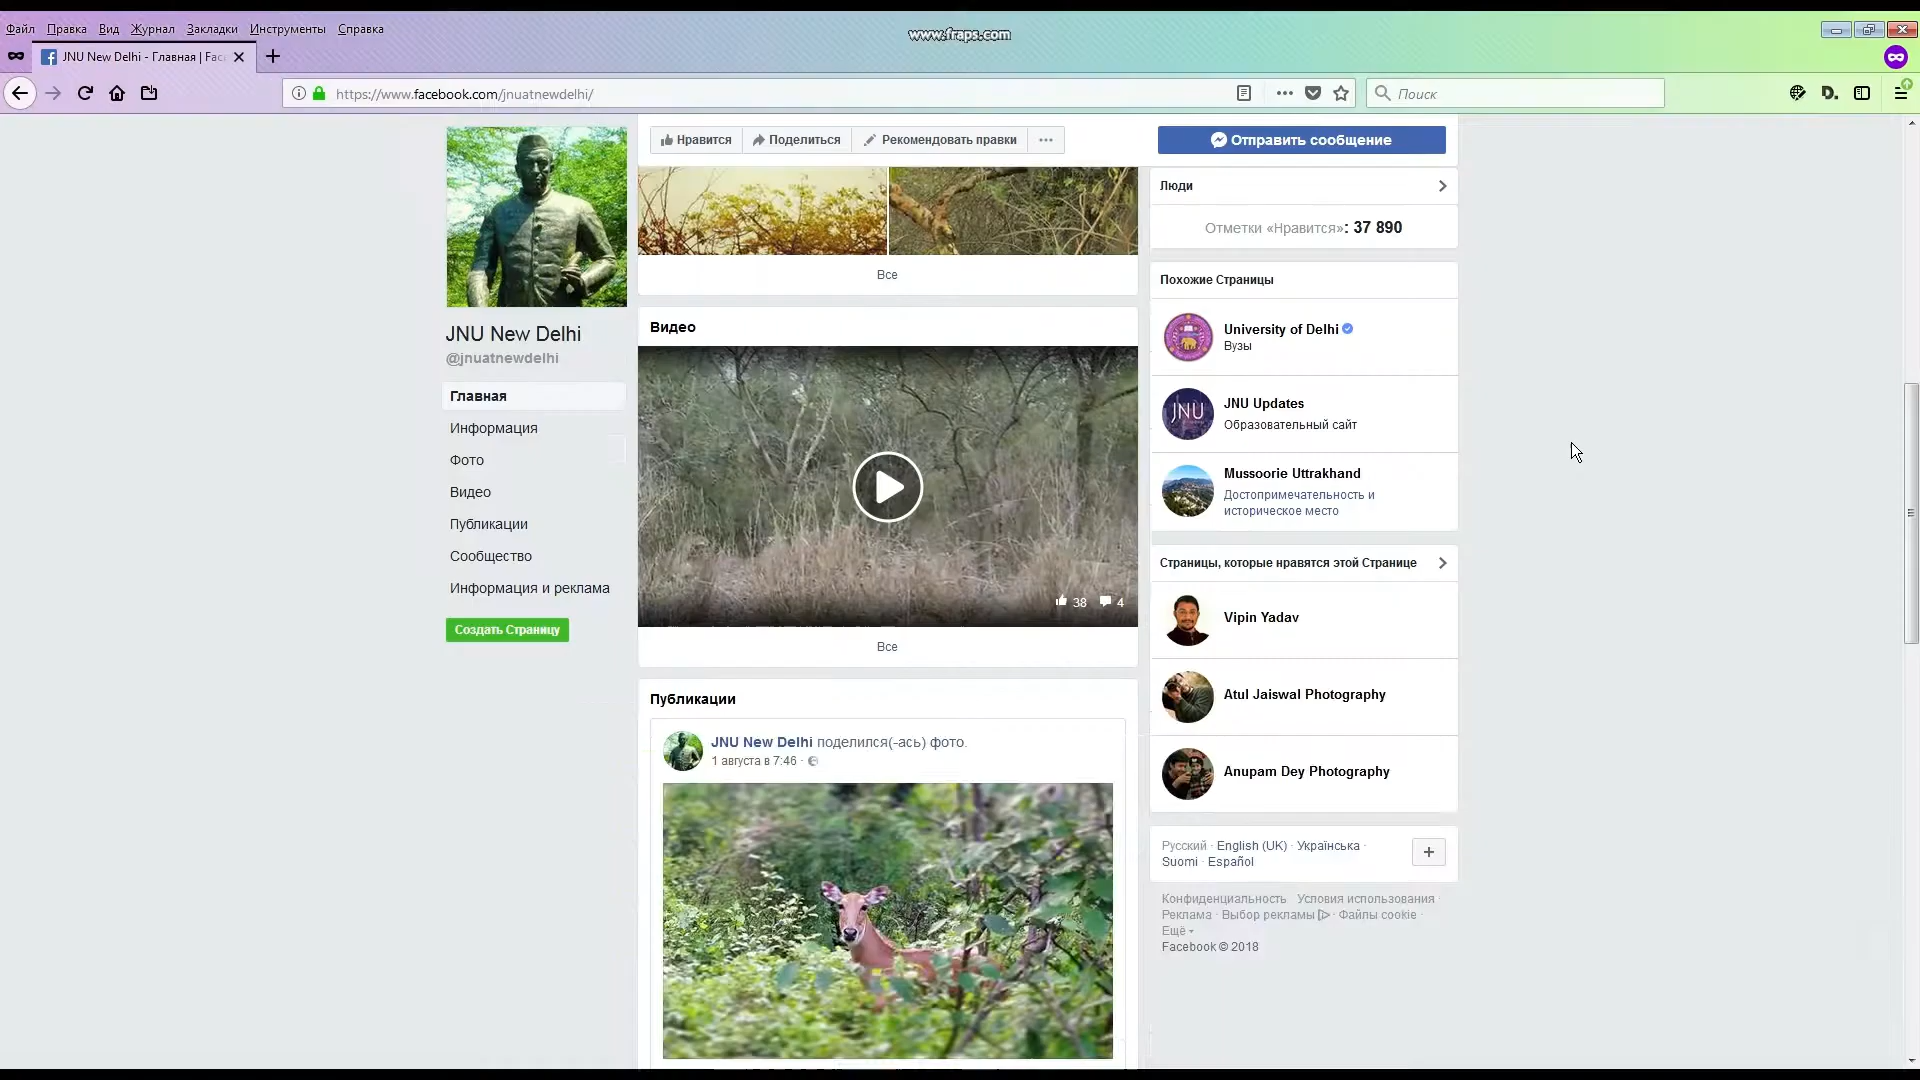 Файл Правка Вид Журнал Закладки Инструменты Справка
www.fraps.com
JNU New Delhi - Главная | Fac
https://www.facebook.com/jnuatnewdelhi/
Поиск
D.
Нравится Поделиться Рекомендовать правки
Отправить сообщение
JNU New Delhi
@jnuatnewdelhi
Главная
Информация
Фото
Видео
Публикации
Сообщество
Информация и реклама
Создать Страницу
Все
Видео
38 4
Все
Публикации
JNU New Delhi поделился(-ась) фото.
1 августа в 7:46 ·
Люди
Отметки «Нравится»: 37 890
Похожие Страницы
University of Delhi
Вузы
JNU
JNU Updates
Образовательный сайт
Mussoorie Uttrakhand
Достопримечательность и
историческое место
Страницы, которые нравятся этой Странице
Vipin Yadav
Atul Jaiswal Photography
Anupam Dey Photography
Русский · English (UK) · Українська ·
Suomi · Español
Конфиденциальность · Условия использования ·
Реклама · Выбор рекламы · Файлы cookie ·
Ещё
Facebook © 2018